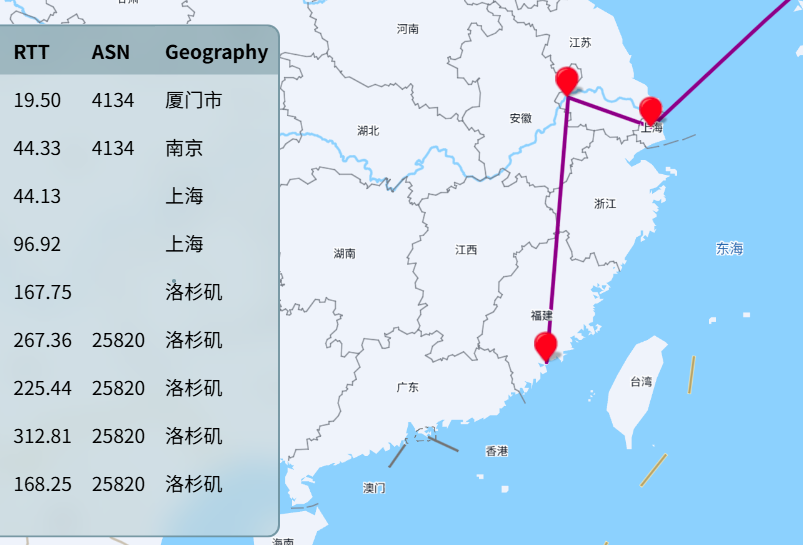 RTT ASN Geography
19.50 4134 厦门市
44.33 4134 南京
44.13 上海
96.92 上海
167.75 洛杉矶
267.36 25820 洛杉矶
225.44 25820 洛杉矶
312.81 25820 洛杉矶
168.25 25820 洛杉矶
河南
江苏
安徽
上海
湖北
浙江
东海
湖南
江西
福建
台湾
广东
香港
澳门
海南